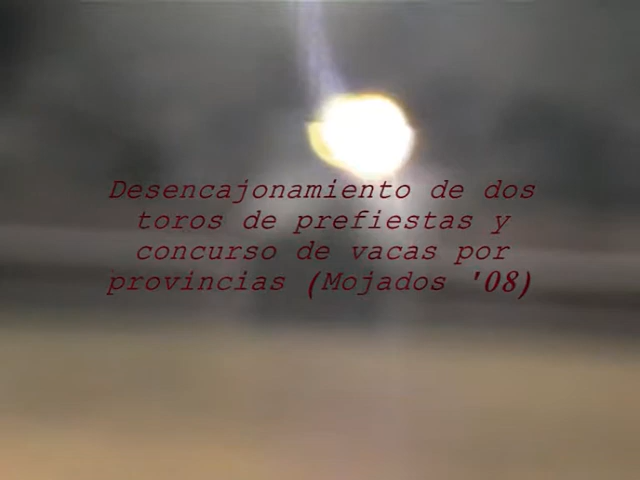 Desencajonamiento de dos
toros de prefiestas y
concurso de vacas por
provincias (Mojados '08)